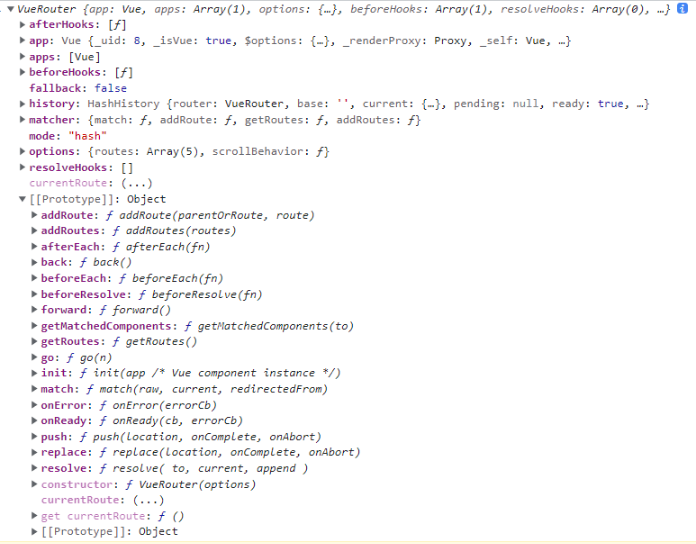 VueRouter {app: Vue, apps: Array(1), options: {…}, beforeHooks: Array(1), resolveHooks: Array(0), …} i
afterHooks: [ƒ]
app: Vue {_uid: 8, _isVue: true, $options: {…}, _renderProxy: Proxy, _self: Vue, …}
apps: [Vue]
beforeHooks: [ƒ]
fallback: false
history: HashHistory {router: VueRouter, base: '', current: {…}, pending: null, ready: true, …}
matcher: {match: ƒ, addRoute: ƒ, getRoutes: ƒ, addRoutes: ƒ}
mode: "hash"
options: {routes: Array(5), scrollBehavior: ƒ}
resolveHooks: []
currentRoute: (...)
[[Prototype]]: Object
addRoute: ƒ addRoute(parentOrRoute, route)
addRoutes: ƒ addRoutes(routes)
afterEach: ƒ afterEach(fn)
back: ƒ back()
beforeEach: ƒ beforeEach(fn)
beforeResolve: ƒ beforeResolve(fn)
forward: ƒ forward()
getMatchedComponents: ƒ getMatchedComponents(to)
getRoutes: ƒ getRoutes()
go: ƒ go(n)
init: ƒ init(app /* Vue component instance */)
match: ƒ match(raw, current, redirectedFrom)
onError: ƒ onError(errorCb)
onReady: ƒ onReady(cb, errorCb)
push: ƒ push(location, onComplete, onAbort)
replace: ƒ replace(location, onComplete, onAbort)
resolve: ƒ resolve( to, current, append )
constructor: ƒ VueRouter(options)
currentRoute: (...)
get currentRoute: ƒ ()
[[Prototype]]: Object